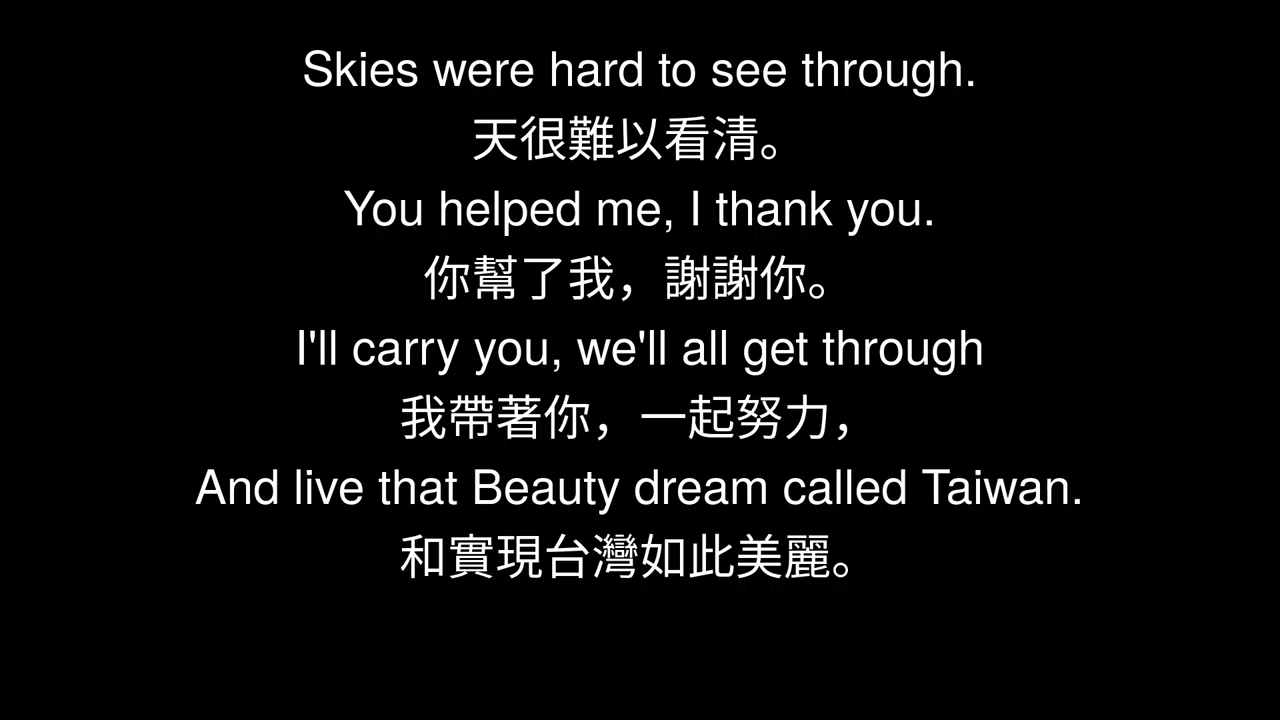 Skies were hard to see through.
天很難以看清。
You helped me, I thank you.
你幫了我，謝謝你。
I'll carry you, we'll all get through
我帶著你，一起努力，
And live that Beauty dream called Taiwan.
和實現台灣如此美麗。